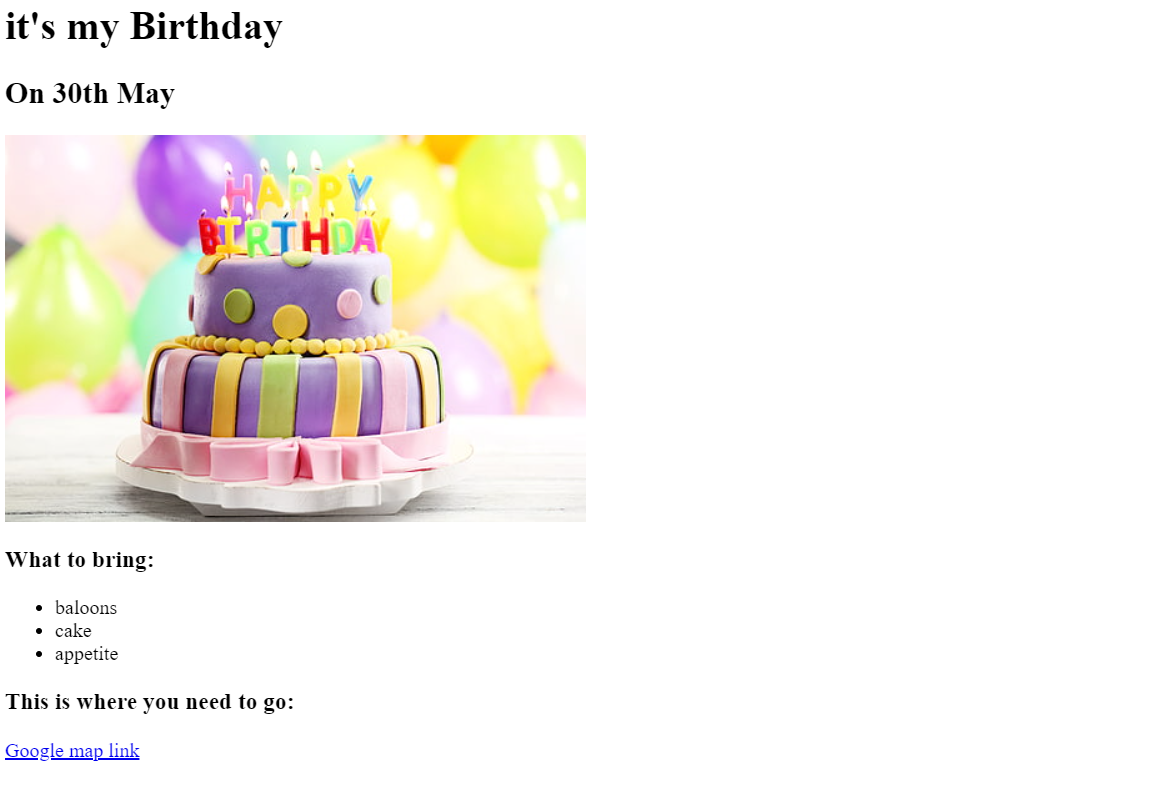 it's my Birthday
On 30th May
HAPPY
BIRTHDAY
What to bring:
baloons
cake
appetite
This is where you need to go:
Google map link